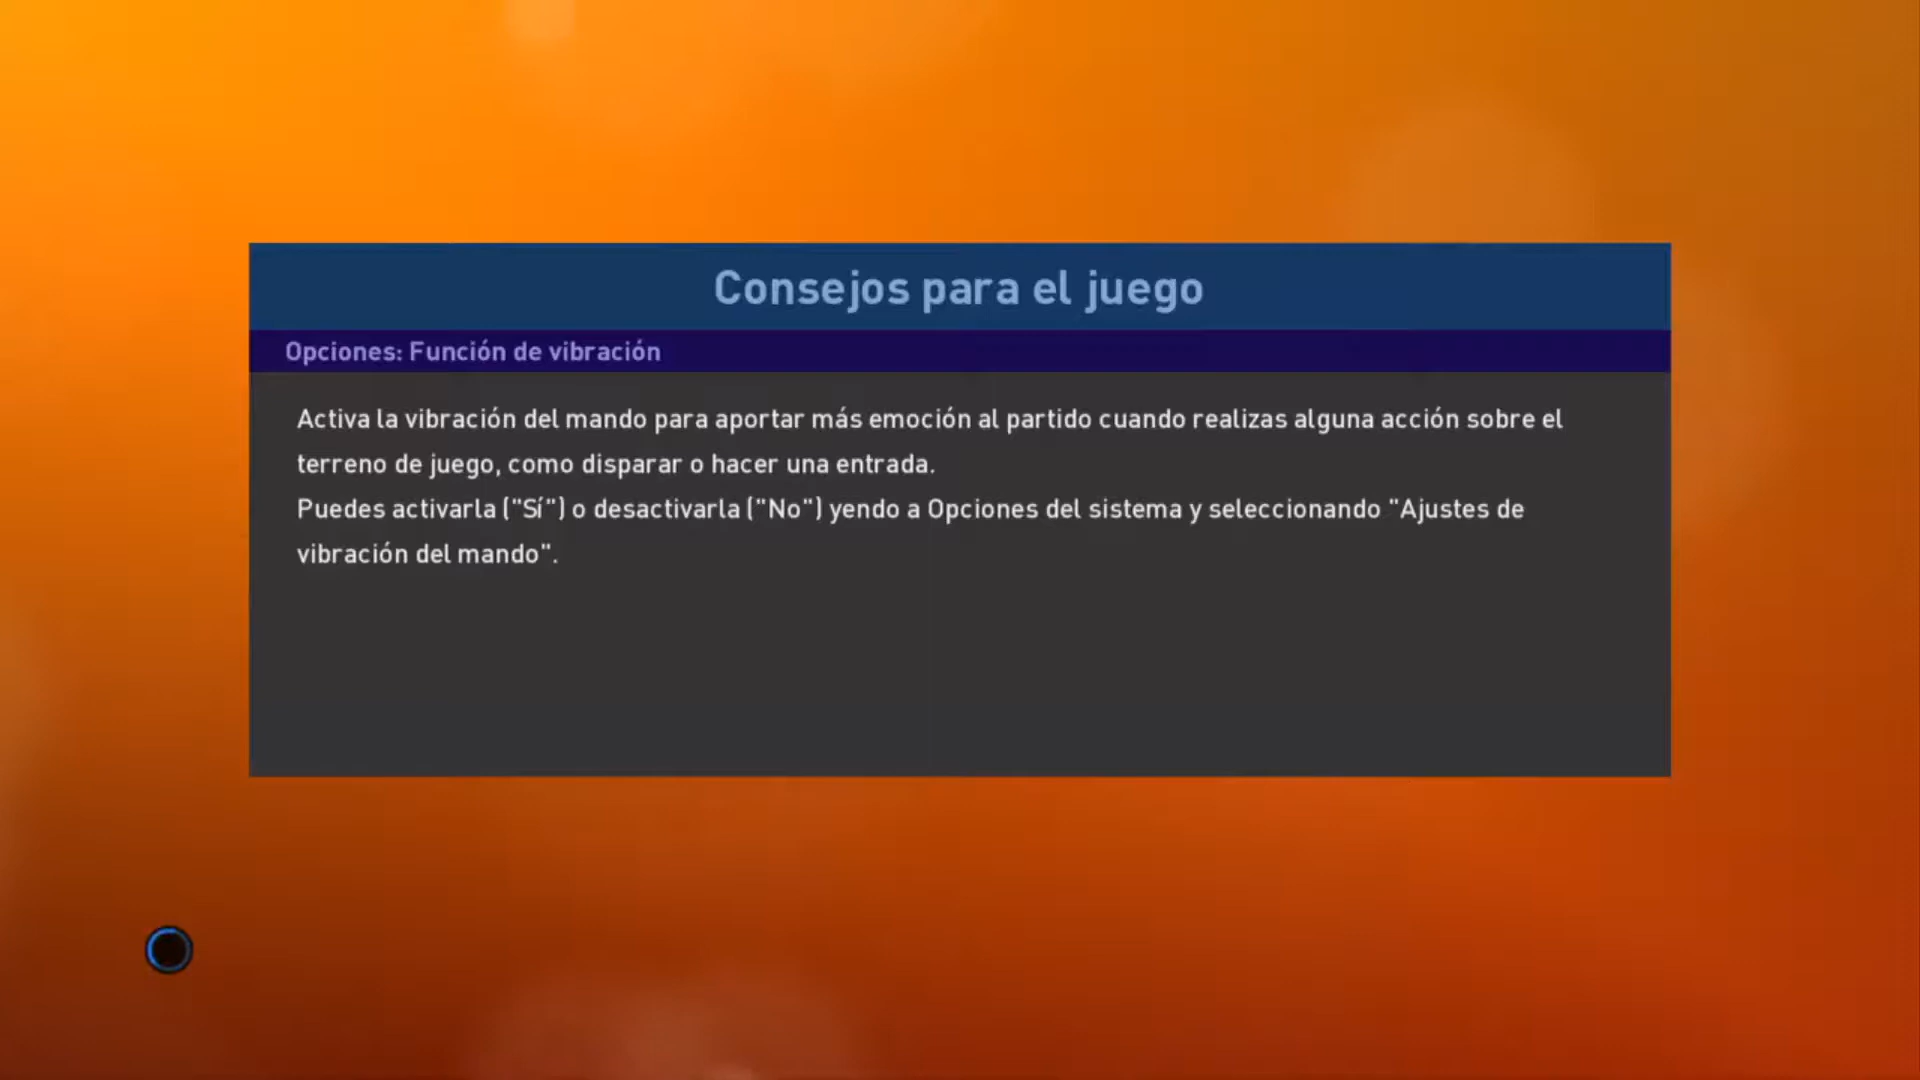 Consejos para el juego
Opciones: Función de vibración
Activa la vibración del mando para aportar más emoción al partido cuando realizas alguna acción sobre el
terreno de juego, como disparar o hacer una entrada.
Puedes activarla ("Sí") o desactivarla ("No") yendo a Opciones del sistema y seleccionando "Ajustes de
vibración del mando".